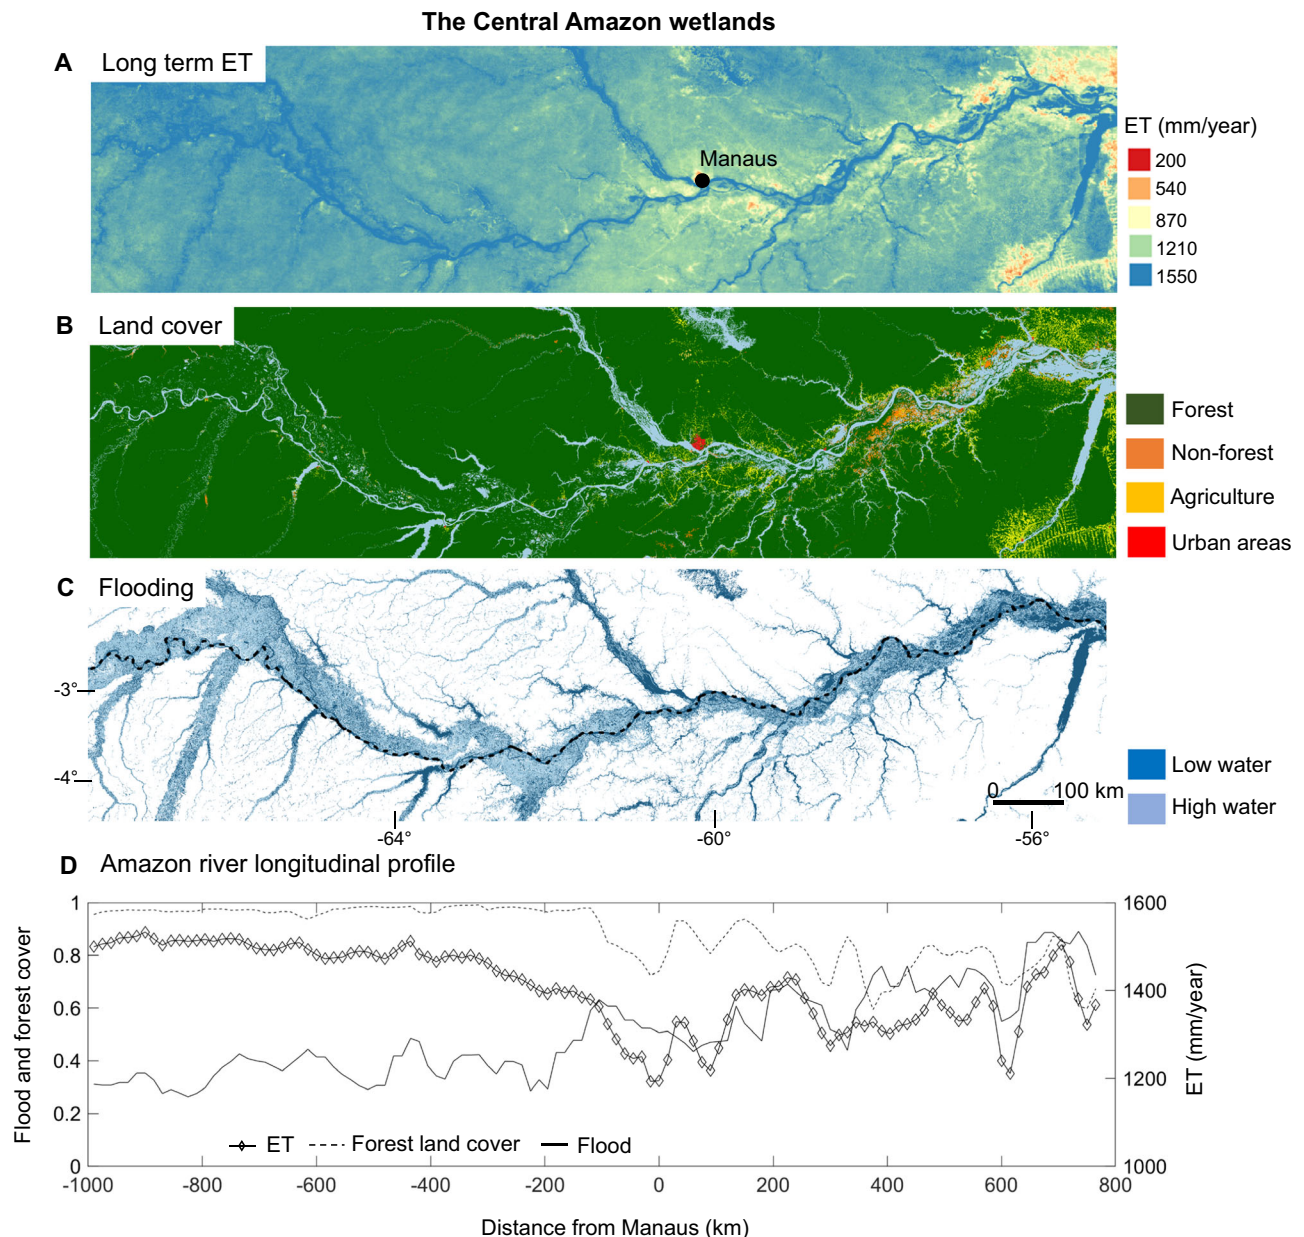 The Central Amazon wetlands
A Long term ET
Manaus
ET (mm/year)
200
540
870
1210
1550
B Land cover
Forest
Non-forest
Agriculture
Urban areas
C Flooding
-3°
-4°
0 100 km
-64° -60° -56°
Low water
High water
D Amazon river longitudinal profile
Flood and forest cover
1
0.8
0.6
0.4
0.2
0
1600
1400
1200
1000
ET (mm/year)
ET Forest land cover Flood
-1000 -800 -600 -400 -200 0 200 400 600 800
Distance from Manaus (km)